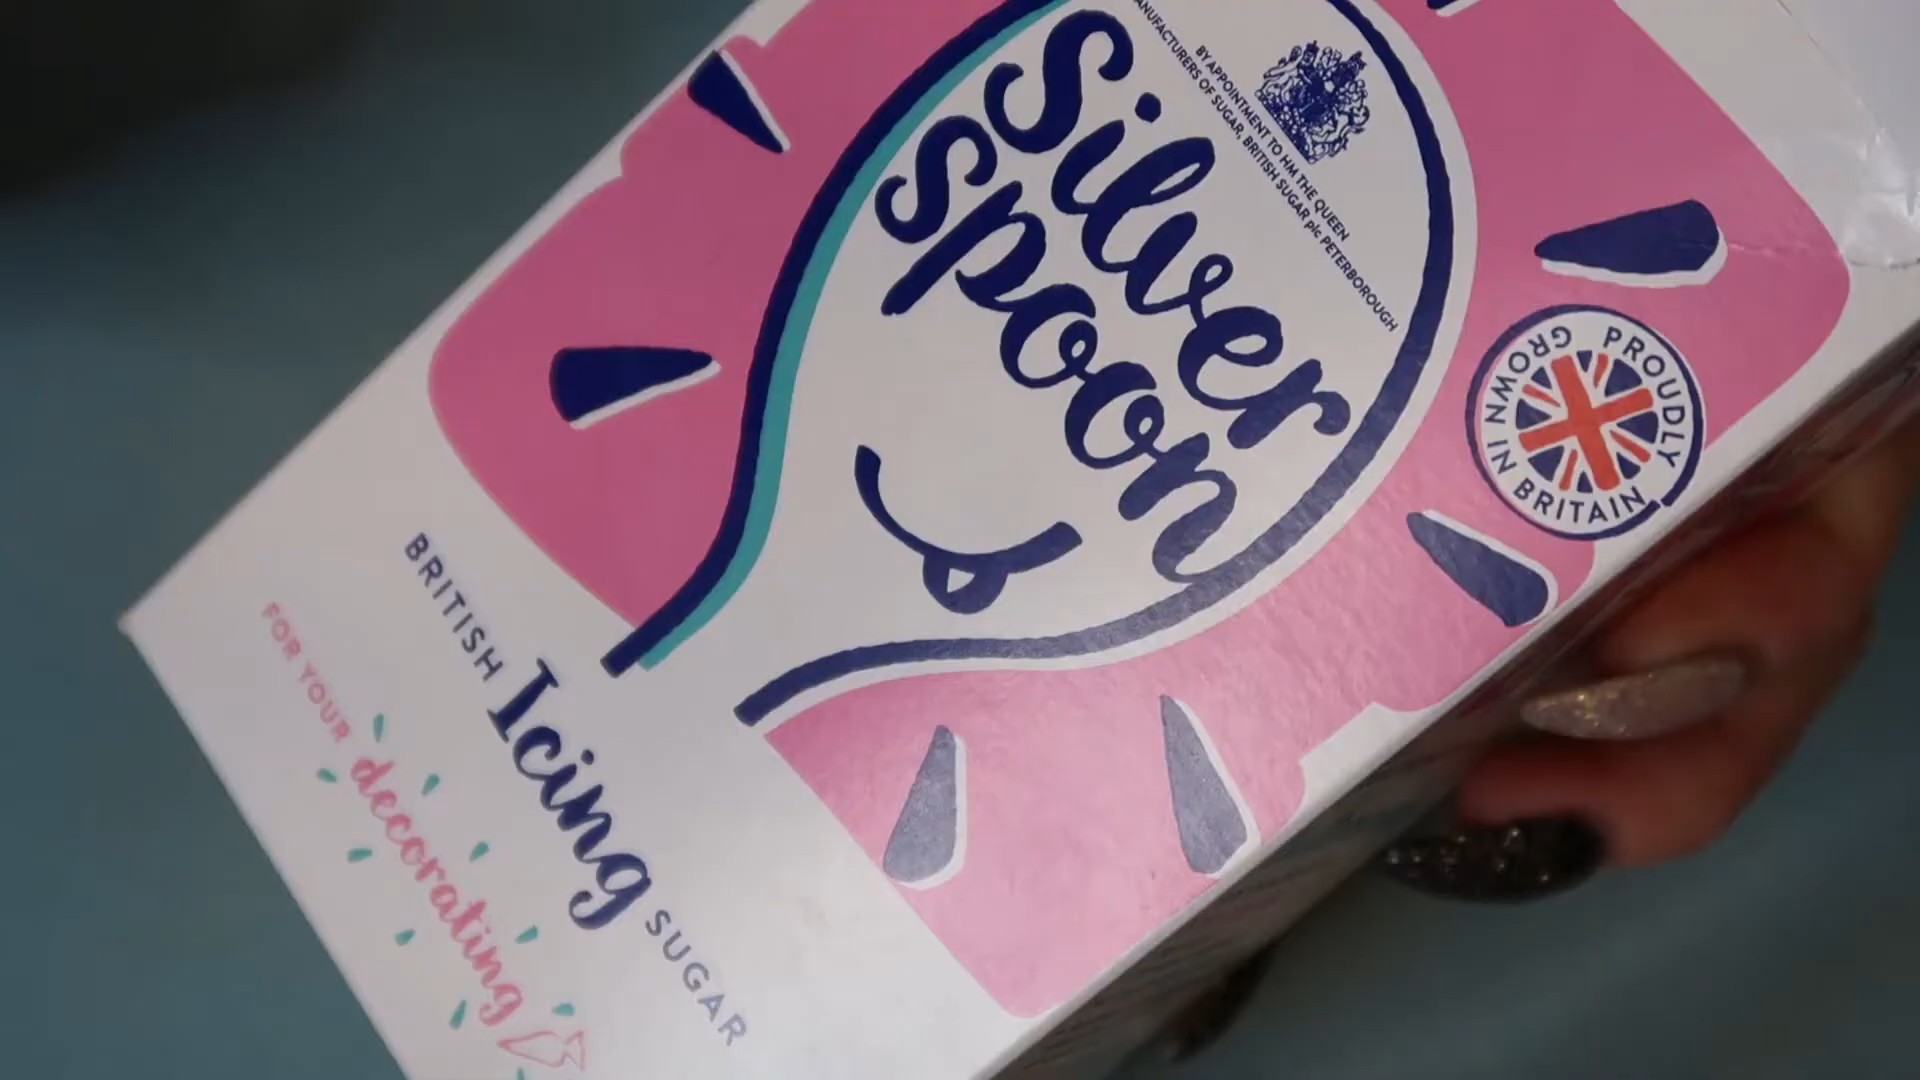 BY APPOINTMENT TO HM THE QUEEN
MANUFACTURERS OF SUGAR, BRITISH SUGAR plc PETERBOROUGH
Silver
Spoon
PROUDLY GROWN IN BRITAIN
BRITISH Icing SUGAR
FOR YOUR decorating